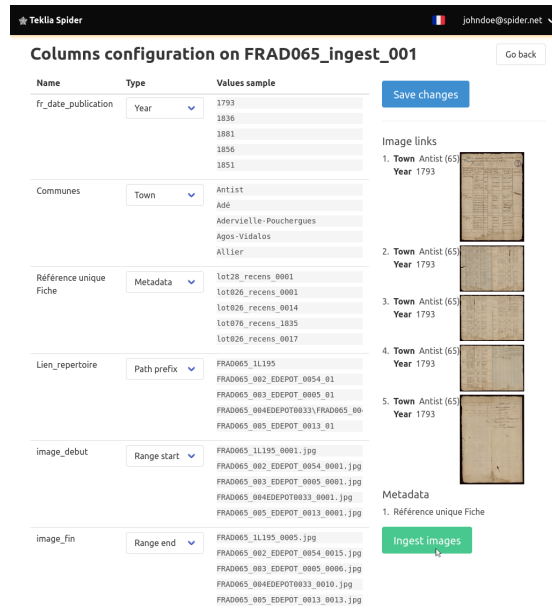 Teklia Spider
johndoe@spider.net
Columns configuration on FRAD065_ingest_001
Go back
Name Type Values sample
fr_date_publication Year 1793
1836
1881
1856
1851
Communes Town Antist
Adé
Adervielle-Pouchergues
Agos-Vidalos
Allier
Référence unique Fiche Metadata lot28_recens_0001
lot026_recens_0001
lot026_recens_0014
lot076_recens_1835
lot026_recens_0017
Lien_repertoire Path prefix FRAD065_1L195
FRAD065_002_EDEPOT_0054_01
FRAD065_003_EDEPOT_0005_01
FRAD065_004EDEPOT0033\FRAD065_00
FRAD065_005_EDEPOT_0013_01
image_debut Range start FRAD065_1L195_0001.jpg
FRAD065_002_EDEPOT_0054_0001.jpg
FRAD065_003_EDEPOT_0005_0001.jpg
FRAD065_004EDEPOT0033_0001.jpg
FRAD065_005_EDEPOT_0013_0001.jpg
image_fin Range end FRAD065_1L195_0005.jpg
FRAD065_002_EDEPOT_0054_0015.jpg
FRAD065_003_EDEPOT_0005_0006.jpg
FRAD065_004EDEPOT0033_0010.jpg
FRAD065_005_EDEPOT_0013_0013.jpg
Save changes
Image links
1. Town Antist (65)
Year 1793
2. Town Antist (65)
Year 1793
3. Town Antist (65)
Year 1793
4. Town Antist (65)
Year 1793
5. Town Antist (65)
Year 1793
Metadata
1. Référence unique Fiche
Ingest images